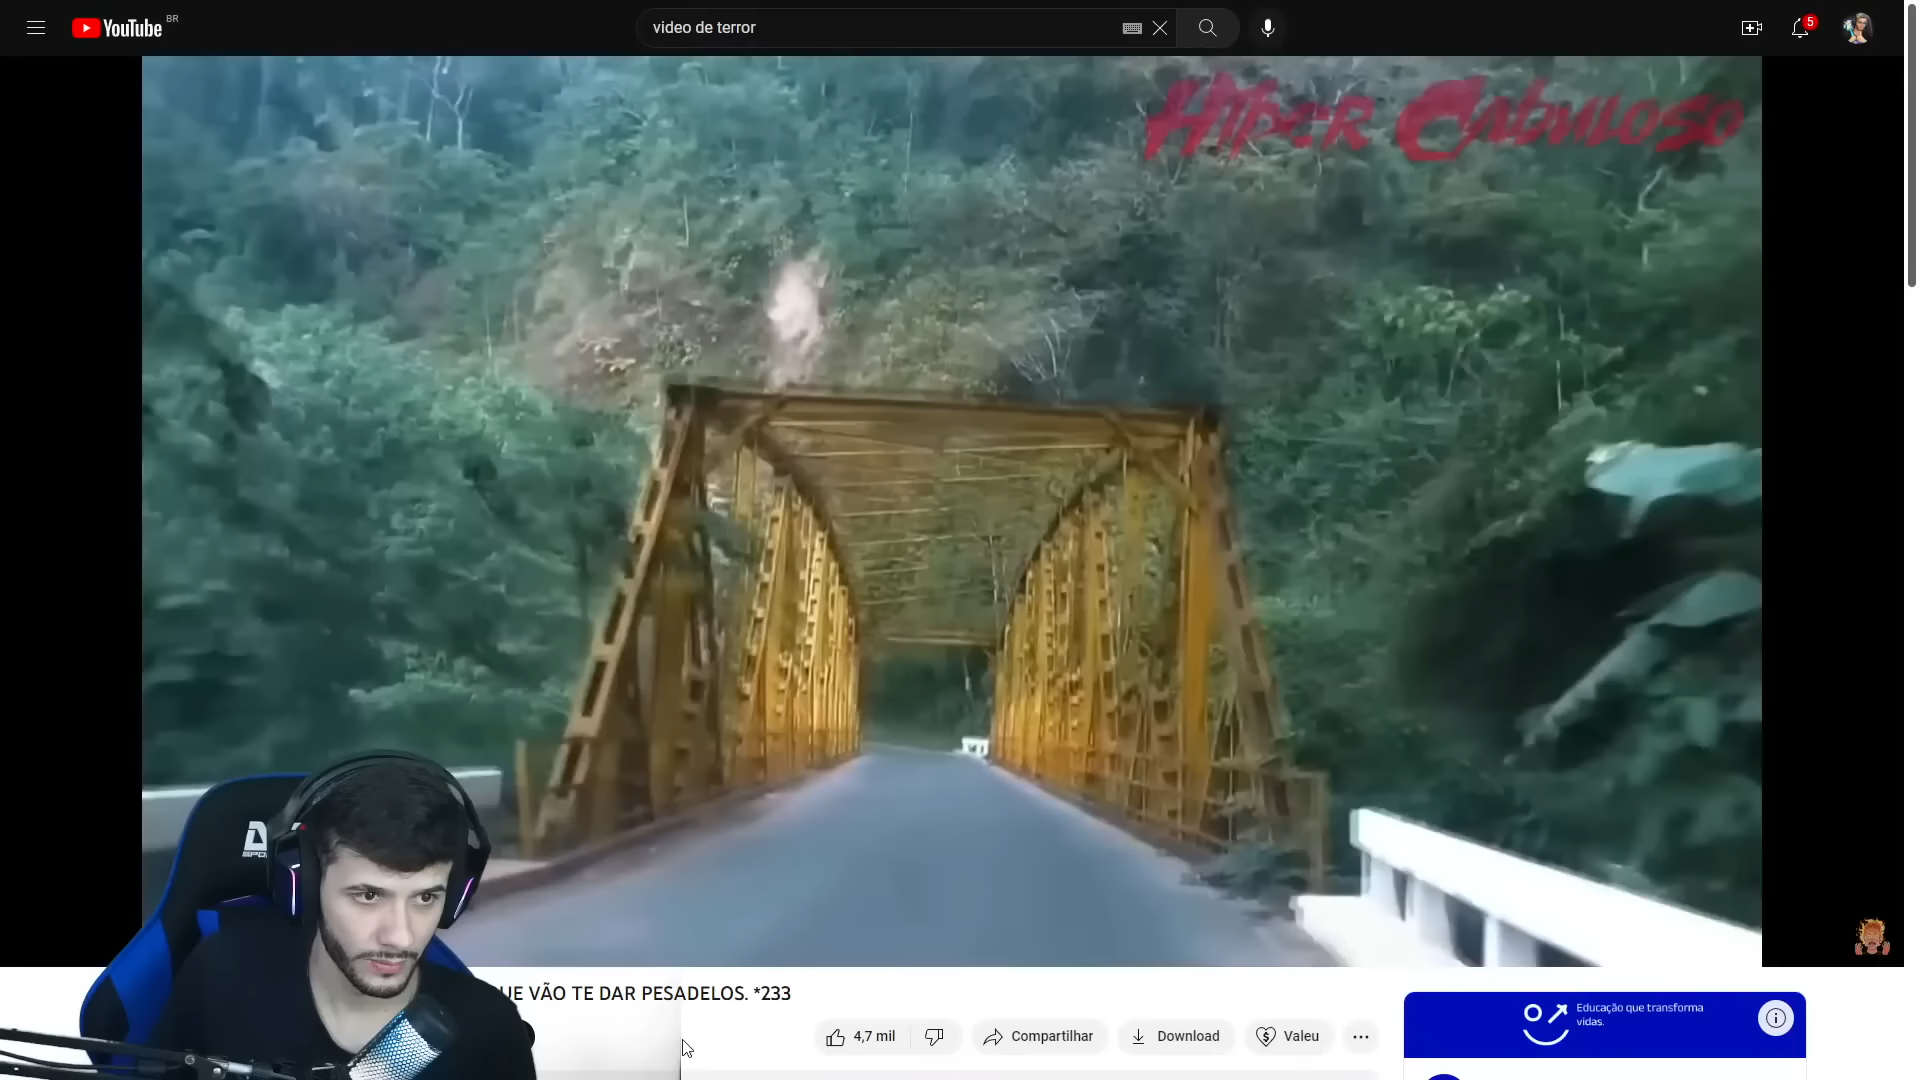 YouTube BR
video de terror
5
Hiper Cabuloso
UE VÃO TE DAR PESADELOS. *233
4,7 mil
Compartilhar
Download
Valeu
Educação que transforma
vidas.